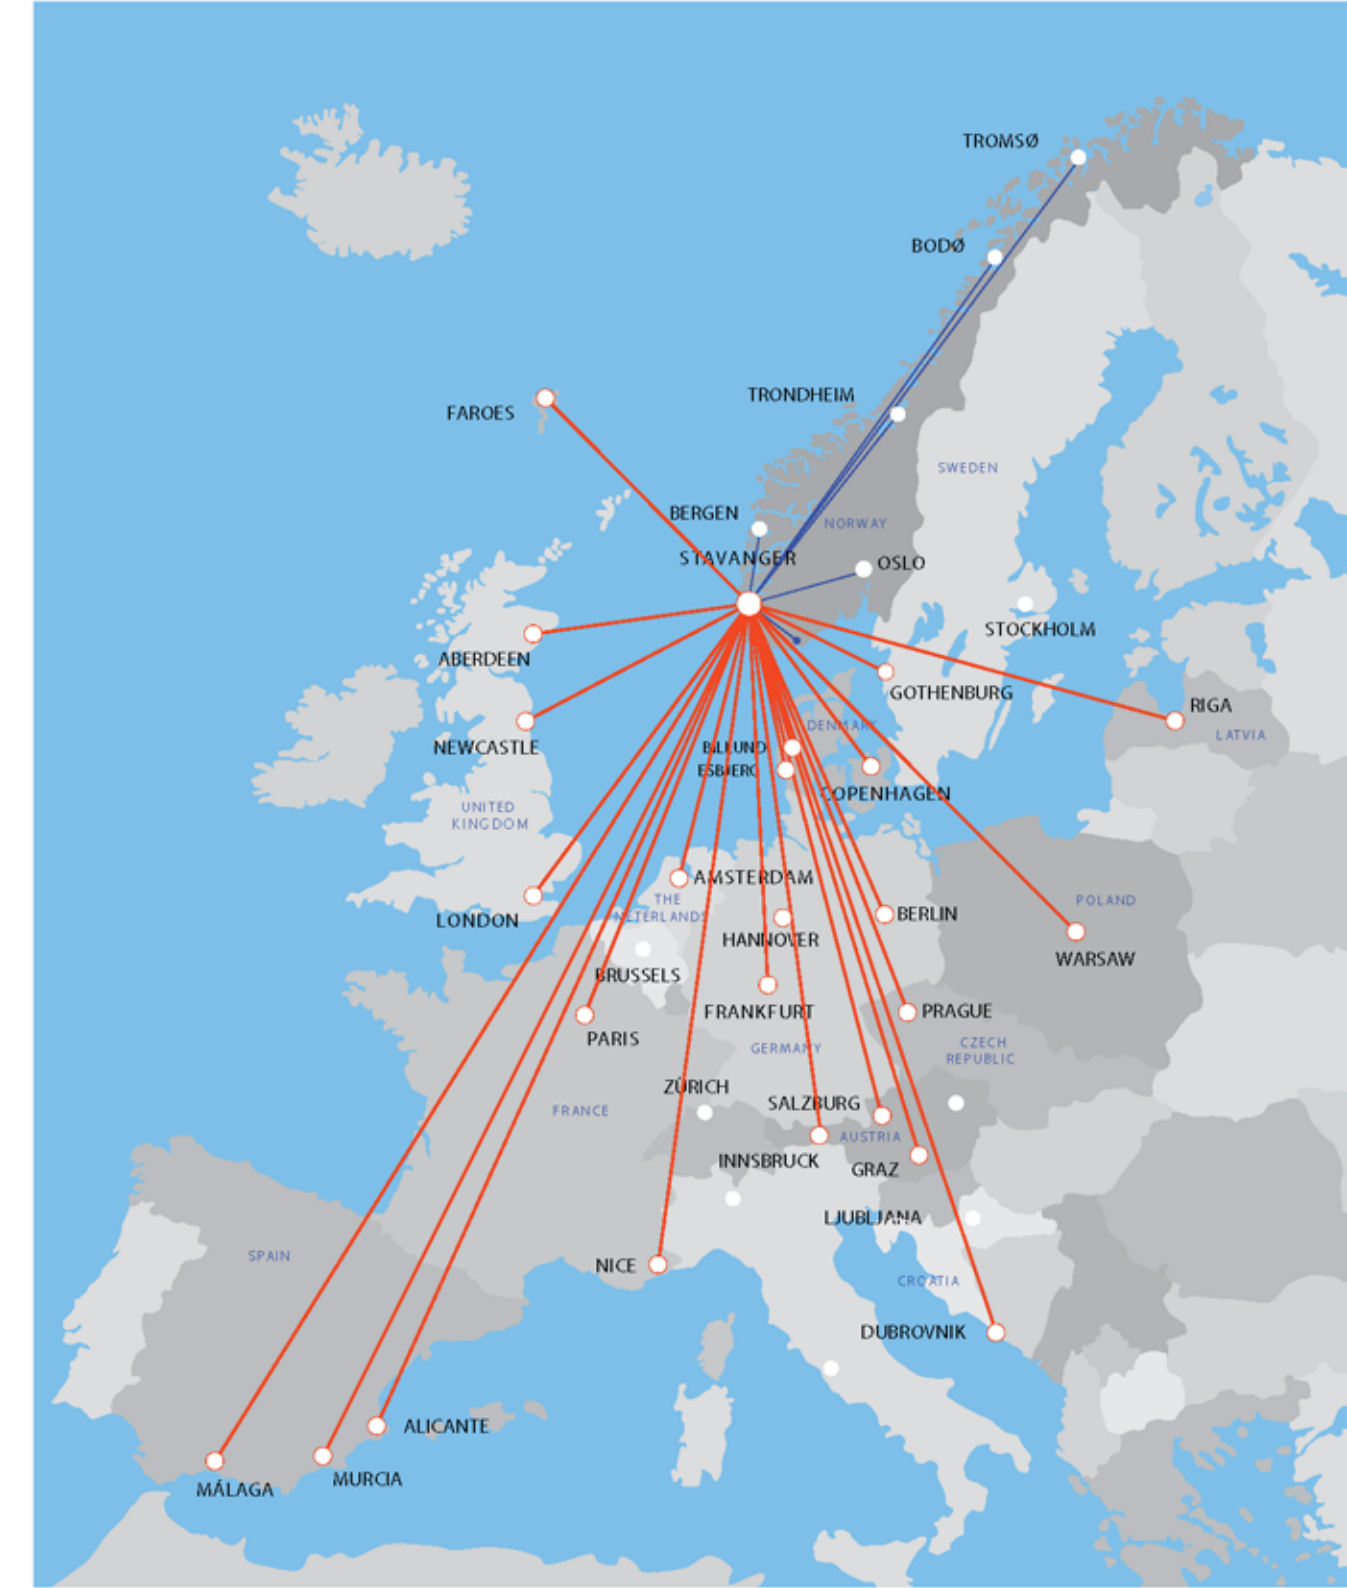 TROMSØ
BODØ
TRONDHEIM
FAROES
SWEDEN
BERGEN
NORWAY
STAVANGER
OSLO
STOCKHOLM
ABERDEEN
GOTHENBURG
RIGA
LATVIA
DENMARK
NEWCASTLE
BILLUND
ESBJERG
COPENHAGEN
UNITED
KINGDOM
AMSTERDAM
THE
NETERLANDS
POLAND
LONDON
BERLIN
HANNOVER
WARSAW
BRUSSELS
FRANKFURT
PRAGUE
PARIS
GERMANY
CZECH
REPUBLIC
ZÜRICH
SALZBURG
FRANCE
AUSTRIA
INNSBRUCK
GRAZ
LJUBLJANA
SPAIN
NICE
CROATIA
DUBROVNIK
ALICANTE
MURCIA
MÁLAGA